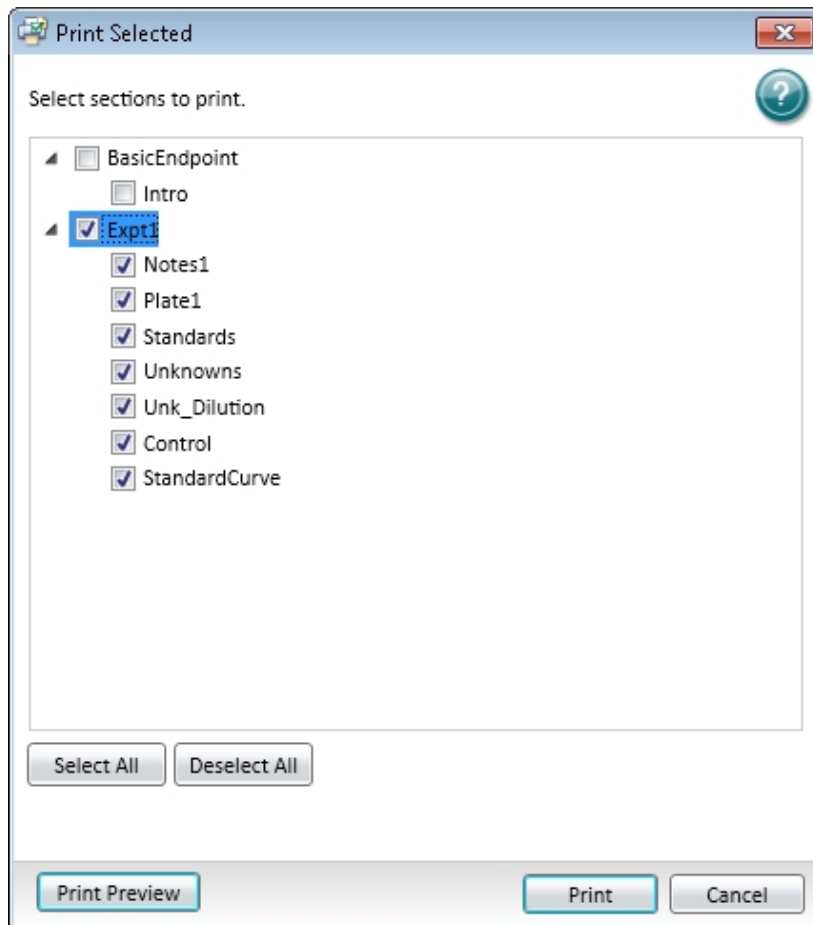 Print Selected
Select sections to print.
?
BasicEndpoint
Intro
Expt1
Notes1
Plate1
Standards
Unknowns
Unk_Dilution
Control
StandardCurve
Select All Deselect All
Print Preview Print Cancel